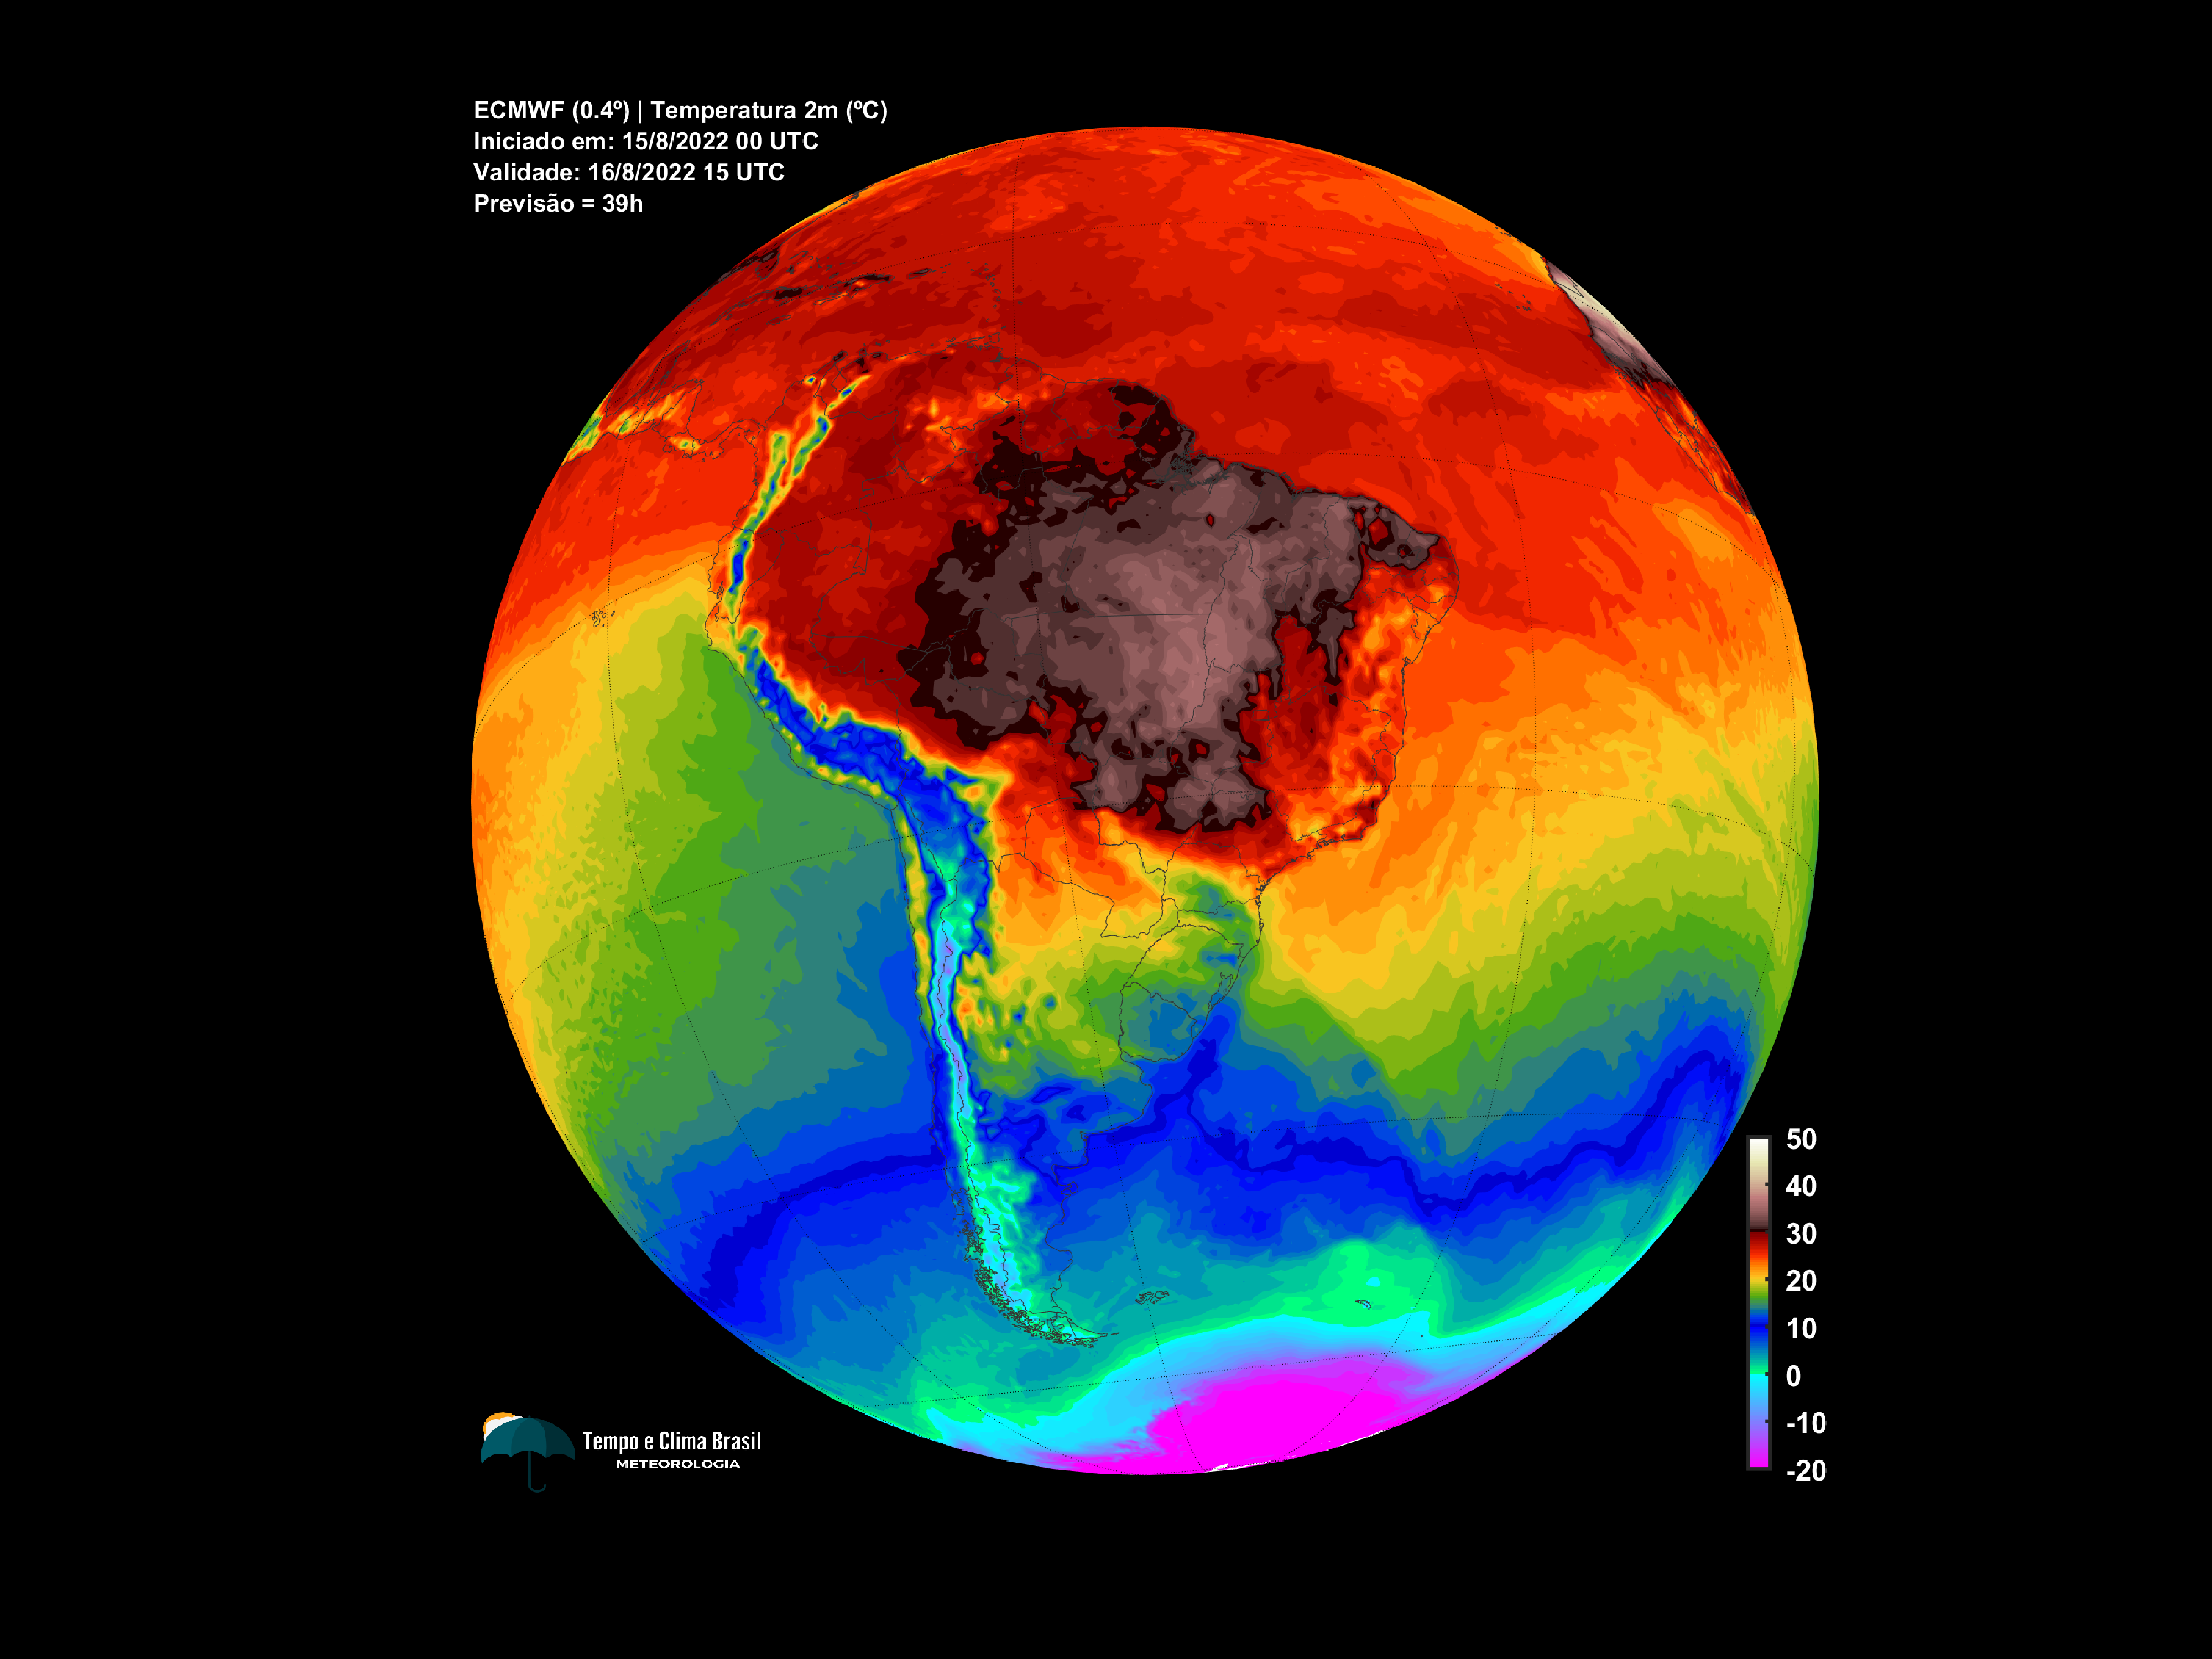 ECMWF (0.4º) | Temperatura 2m (ºC)
Iniciado em: 15/8/2022 00 UTC
Validade: 16/8/2022 15 UTC
Previsão = 39h
50
40
30
20
10
0
-10
-20
Tempo e Clima Brasil
METEOROLOGIA